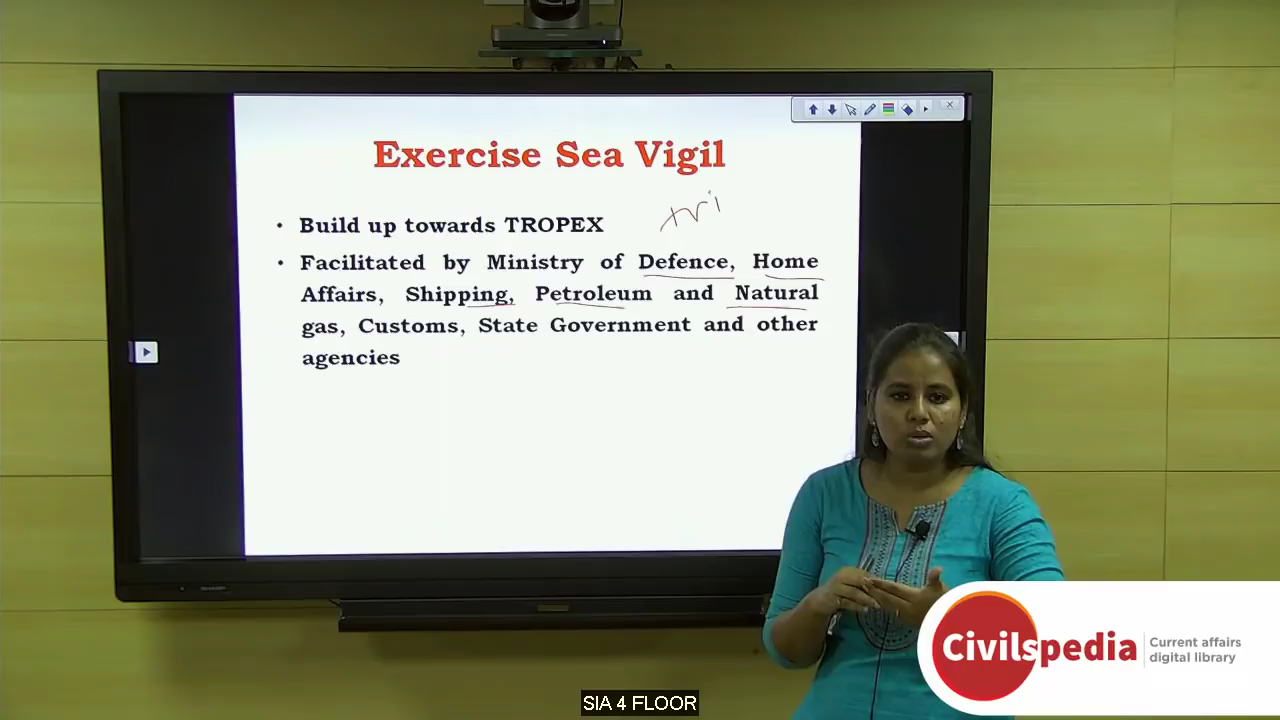 Exercise Sea Vigil
• Build up towards TROPEX
tri
• Facilitated by Ministry of Defence, Home
Affairs, Shipping, Petroleum and Natural
gas, Customs, State Government and other
agencies
Civilspedia
Current affairs
digital library
SIA 4 FLOOR